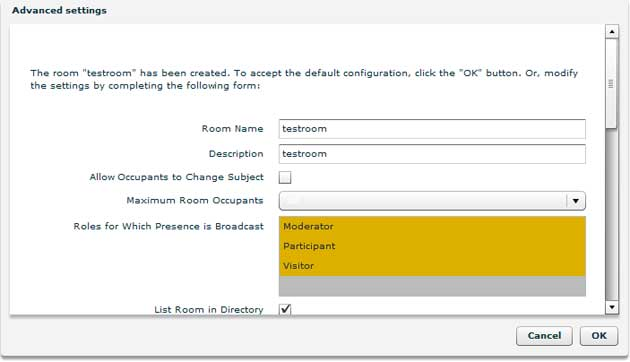 Advanced settings
The room "testroom" has been created. To accept the default configuration, click the "OK" button. Or, modify
the settings by completing the following form:
Room Name testroom
Description testroom
Allow Occupants to Change Subject
Maximum Room Occupants
Roles for Which Presence is Broadcast Moderator
Participant
Visitor
List Room in Directory
Cancel OK